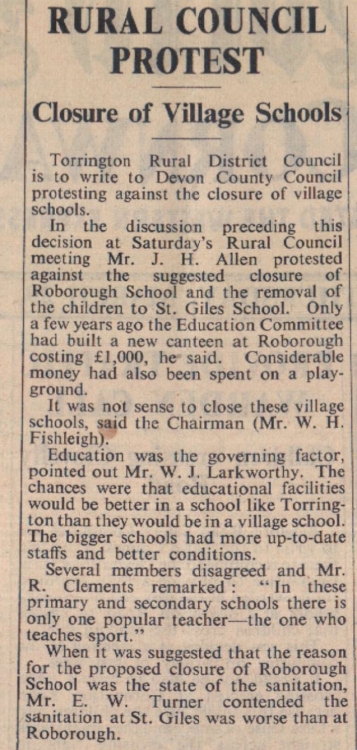 RURAL COUNCIL
PROTEST
Closure of Village Schools
Torrington Rural District Council
is to write to Devon County Council
protesting against the closure of village
schools.
In the discussion preceding this
decision at Saturday's Rural Council
meeting Mr. J. H. Allen protested
against the suggested closure of
Roborough School and the removal of
the children to St. Giles School. Only
a few years ago the Education Committee
had built a new canteen at Roborough
costing £1,000, he said. Considerable
money had also been spent on a play-
ground.
It was not sense to close these village
schools, said the Chairman (Mr. W. H.
Fishleigh).
Education was the governing factor,
pointed out Mr. W. J. Larkworthy. The
chances were that educational facilities
would be better in a school like Torring-
ton than they would be in a village school.
The bigger schools had more up-to-date
staffs and better conditions.
Several members disagreed and Mr.
R. Clements remarked : “ In these
primary and secondary schools there is
only one popular teacher—the one who
teaches sport.”
When it was suggested that the reason
for the proposed closure of Roborough
School was the state of the sanitation,
Mr. E. W. Turner contended the
sanitation at St. Giles was worse than at
Roborough.